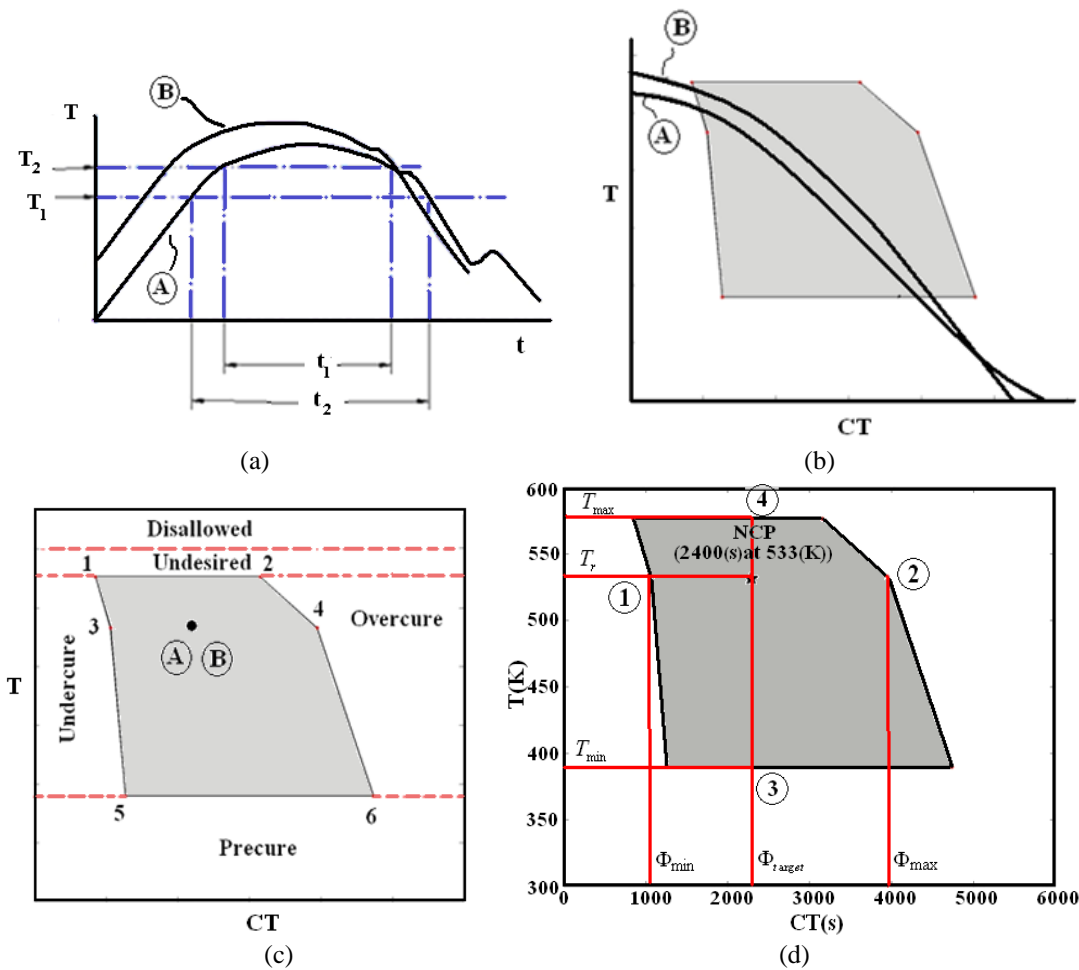 B
T
T2
T1
A
t
t1
t2
(a)
B
A
T
CT
(b)
Disallowed
1 Undesired 2
3 4 Overcure
Undercure
A B
T
5 6
Precure
CT
(c)
600
550
500
450
400
350
300
T(K)
Tmax
Tr
Tmin
4
NCP
(2400(s)at 533(K))
1
2
3
Φmin
Φtarget
Φmax
0 1000 2000 3000 4000 5000 6000
CT(s)
(d)